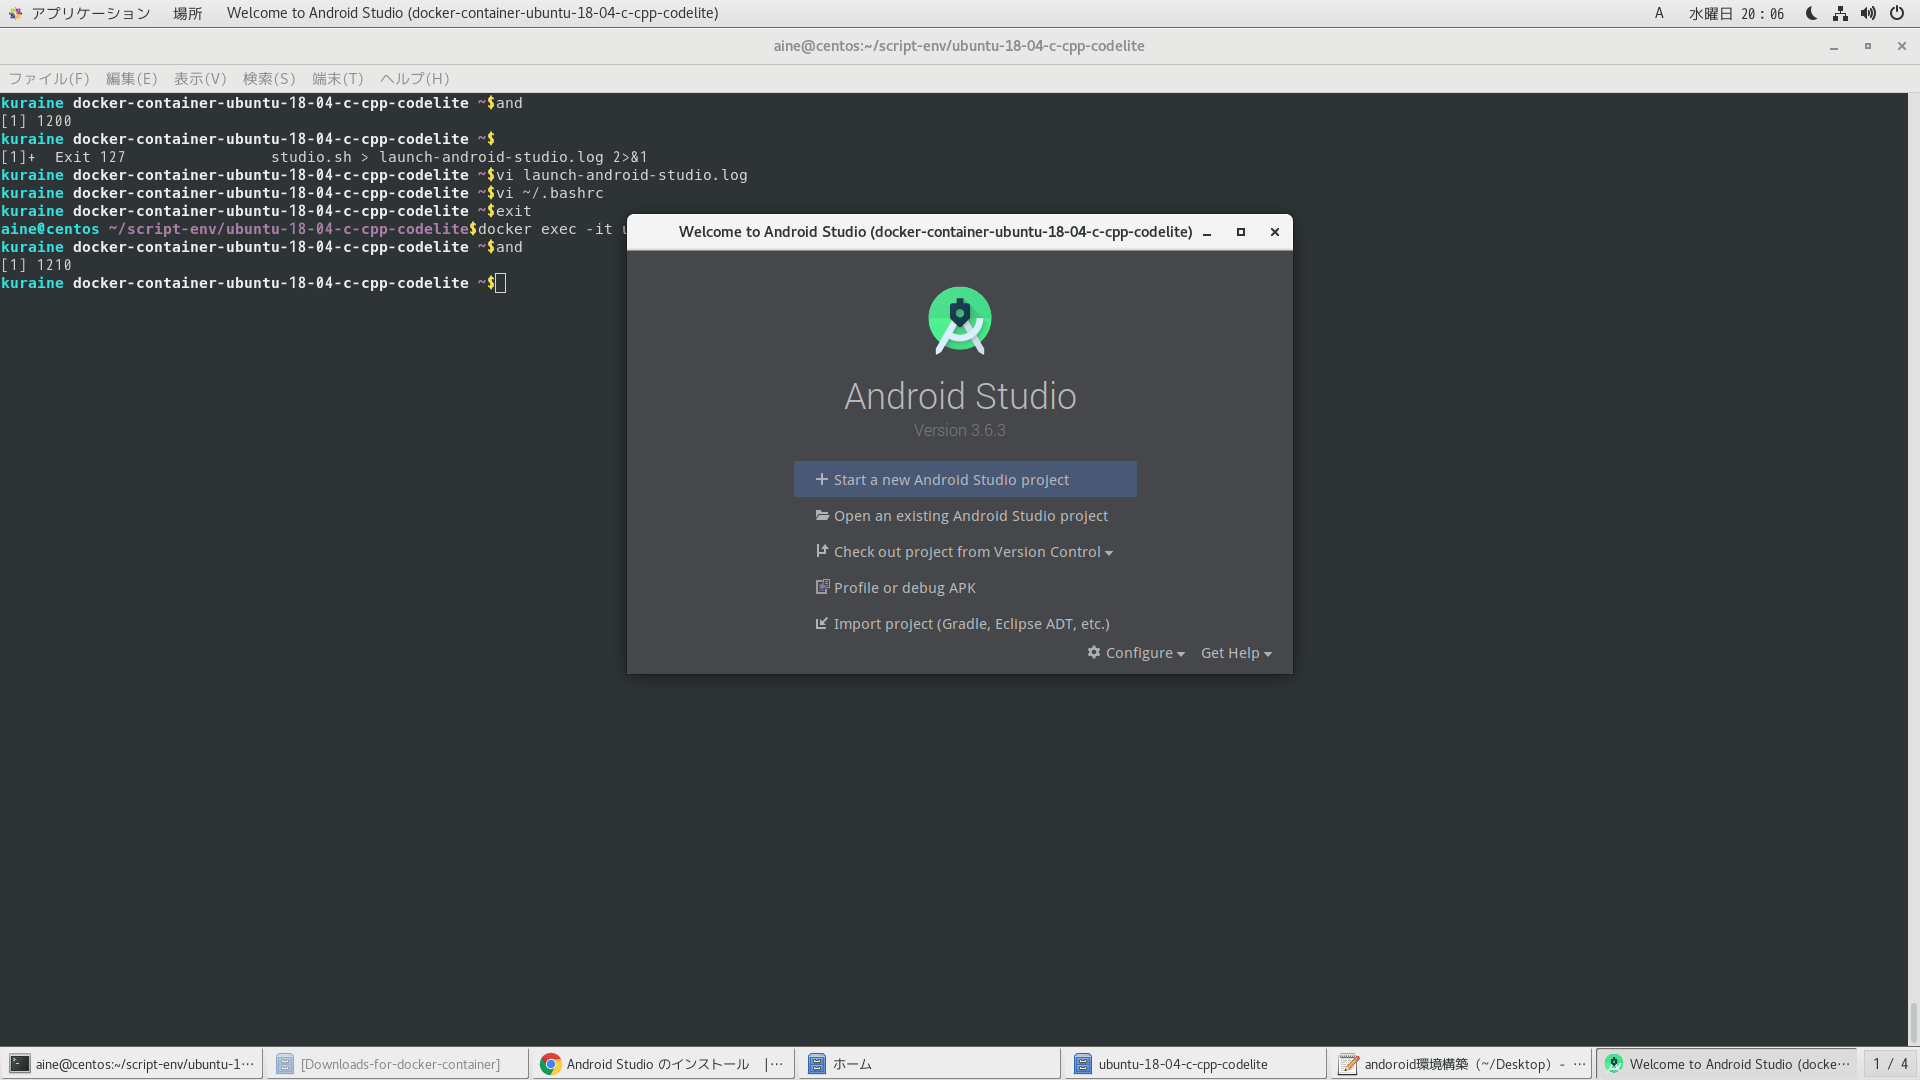 アプリケーション 場所 Welcome to Android Studio (docker-container-ubuntu-18-04-c-cpp-codelite) A 水曜日 20：06
aine@centos:~/script-env/ubuntu-18-04-c-cpp-codelite
ファイル(F) 編集(E) 表示(V) 検索(S) 端末(T) ヘルプ(H)
kuraine docker-container-ubuntu-18-04-c-cpp-codelite ~$and
[1] 1200
kuraine docker-container-ubuntu-18-04-c-cpp-codelite ~$
[1]+  Exit 127                studio.sh > launch-android-studio.log 2>&1
kuraine docker-container-ubuntu-18-04-c-cpp-codelite ~$vi launch-android-studio.log
kuraine docker-container-ubuntu-18-04-c-cpp-codelite ~$vi ~/.bashrc
kuraine docker-container-ubuntu-18-04-c-cpp-codelite ~$exit
aine@centos ~/script-env/ubuntu-18-04-c-cpp-codelite$docker exec -it
kuraine docker-container-ubuntu-18-04-c-cpp-codelite ~$and
[1] 1210
kuraine docker-container-ubuntu-18-04-c-cpp-codelite ~$
Welcome to Android Studio (docker-container-ubuntu-18-04-c-cpp-codelite)
Android Studio
Version 3.6.3
Start a new Android Studio project
Open an existing Android Studio project
Check out project from Version Control
Profile or debug APK
Import project (Gradle, Eclipse ADT, etc.)
Configure Get Help
aine@centos:~/script-env/ubuntu-1… [Downloads-for-docker-container] Android Studio のインストール |… ホーム ubuntu-18-04-c-cpp-codelite andoroid環境構築 (~/Desktop) - … Welcome to Android Studio (docke… 1 / 4